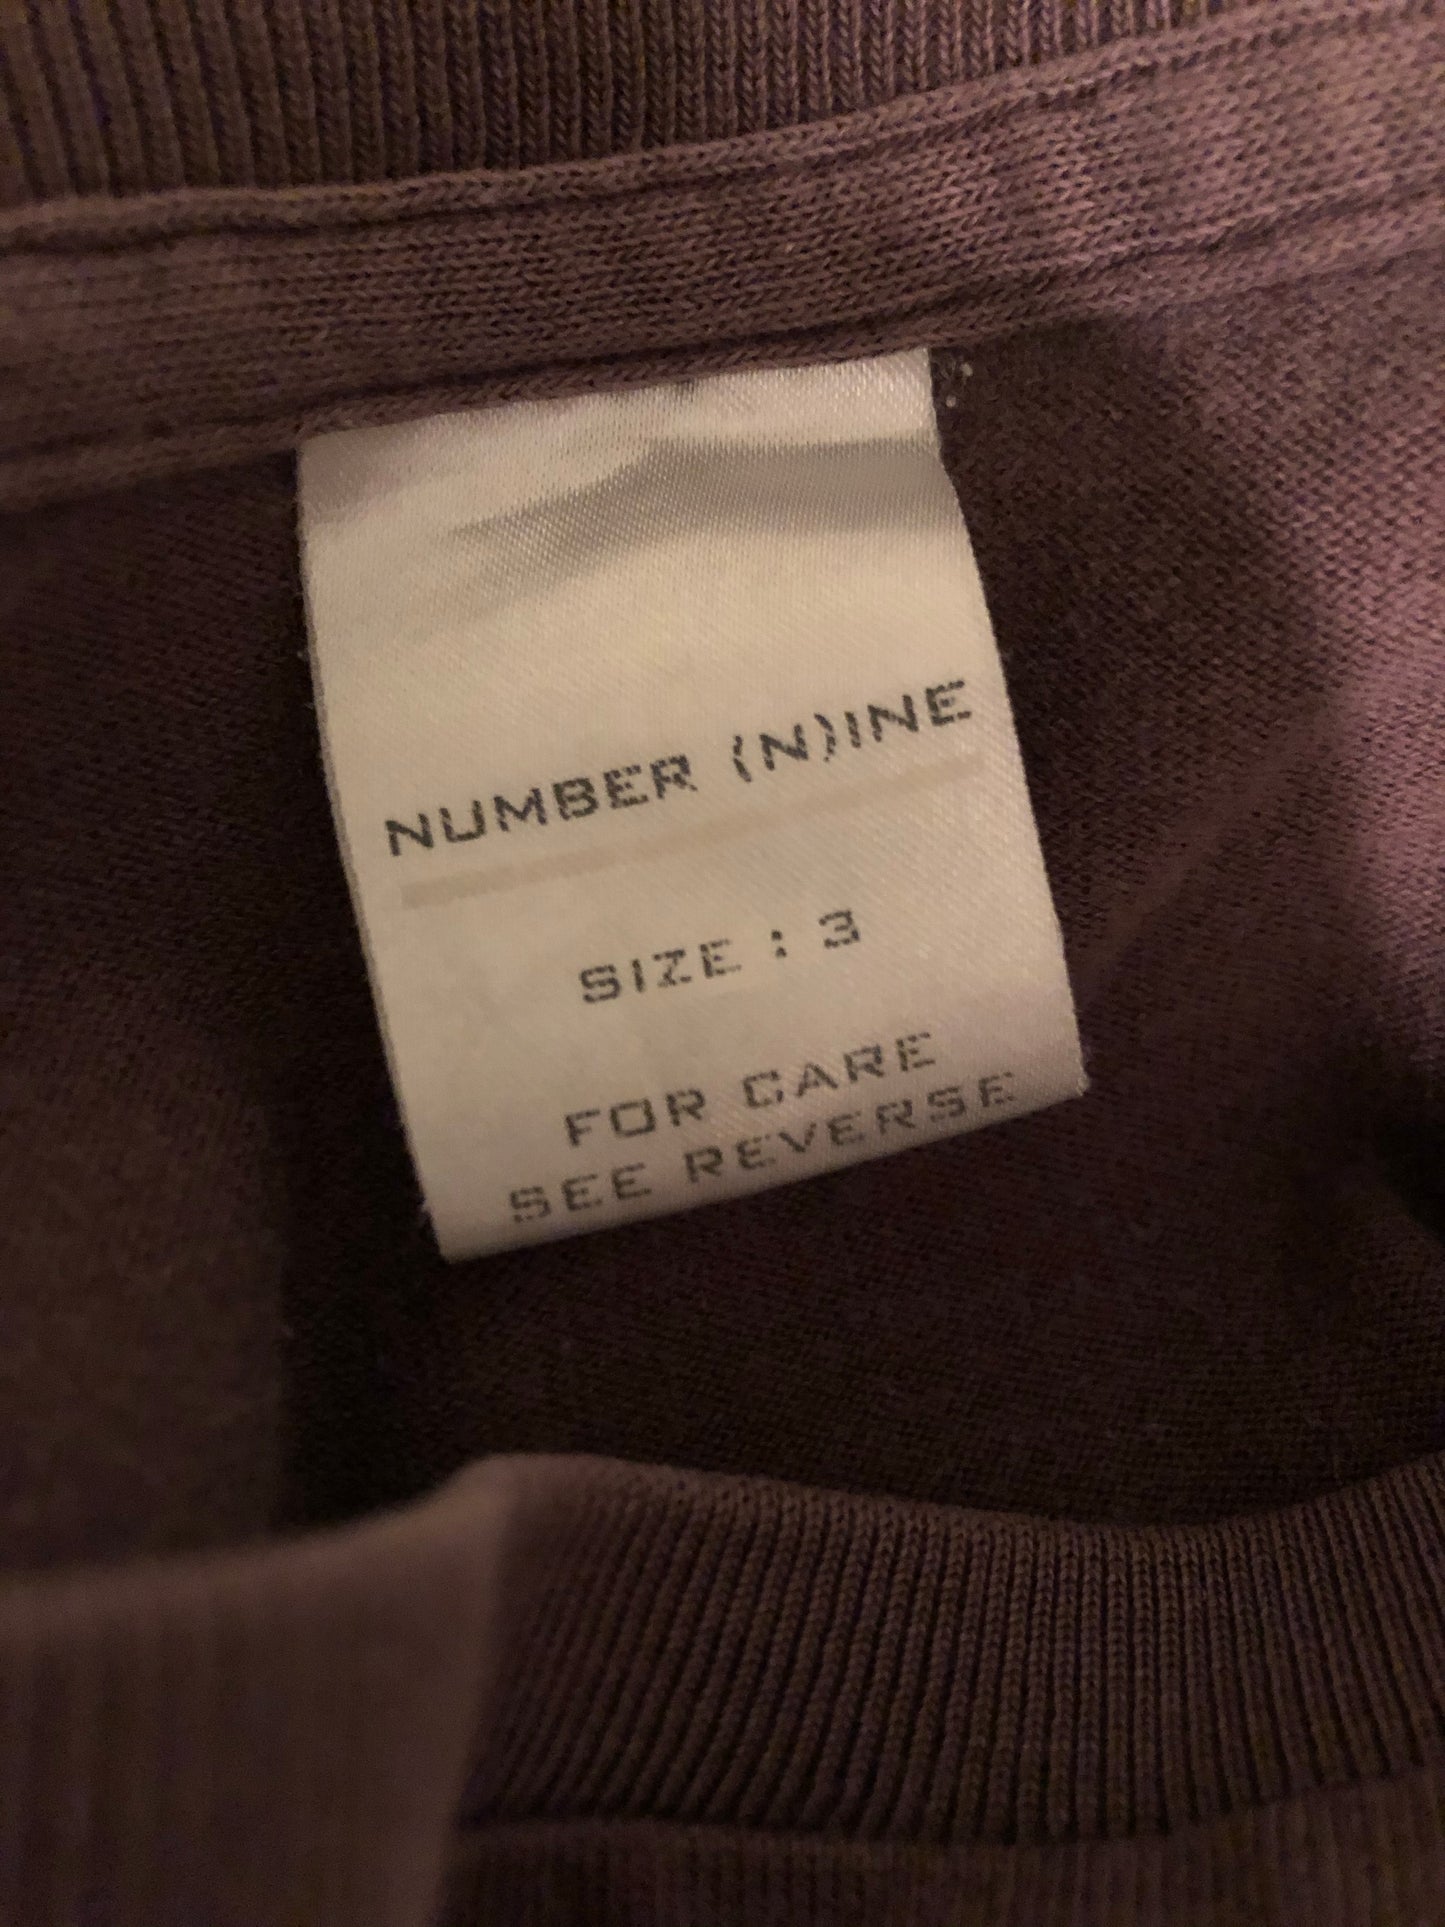 NUMBER (N)INE
SIZE : 3
FOR CARE
SEE REVERSE